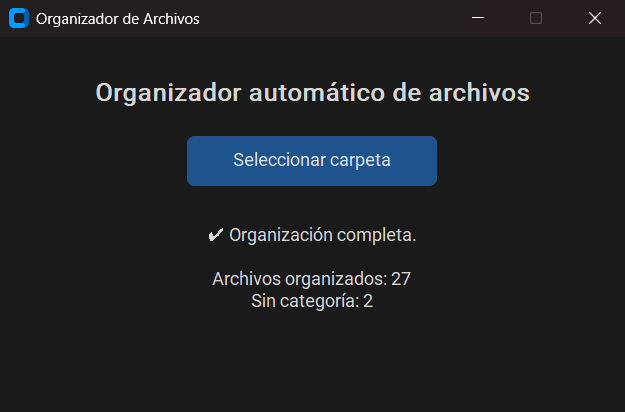 Organizador de Archivos
Organizador automático de archivos
Seleccionar carpeta
✔ Organización completa.
Archivos organizados: 27
Sin categoría: 2